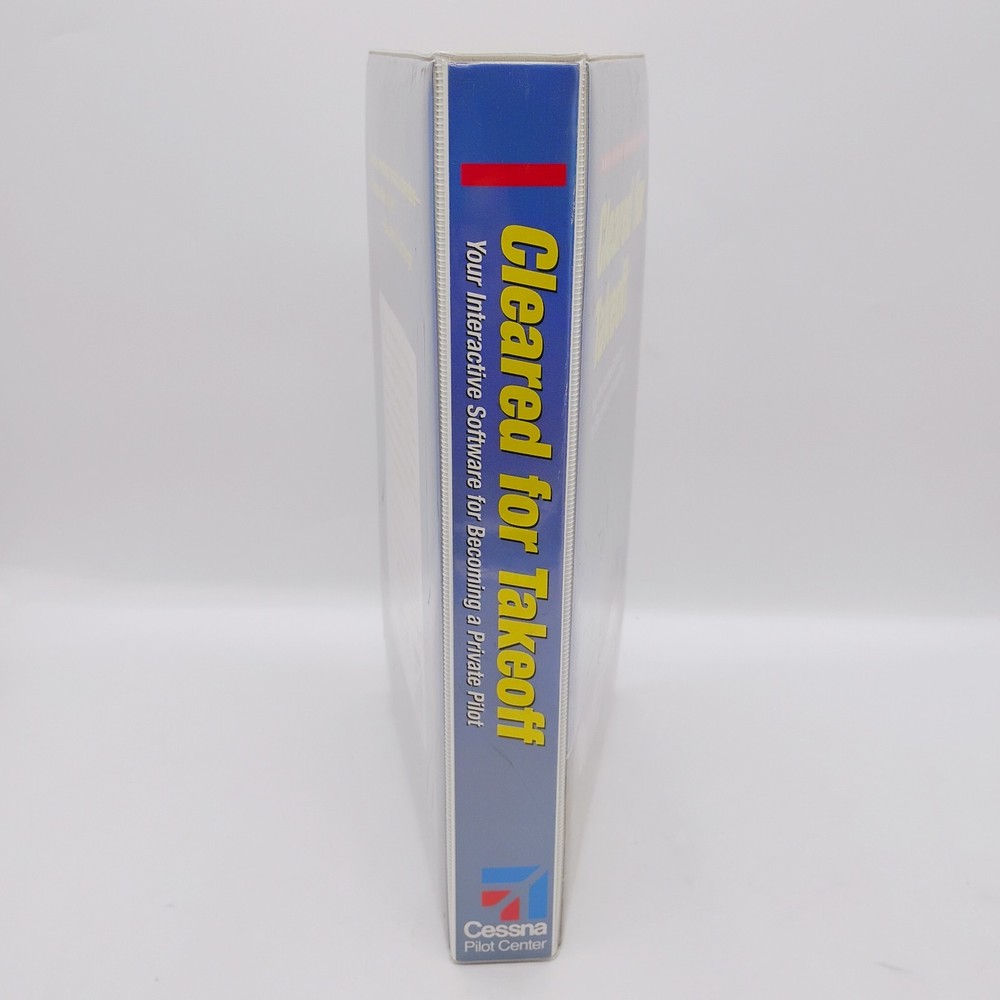 Cleared for Takeoff
Your Interactive Software for Becoming a Private Pilot
Cessna
Pilot Center